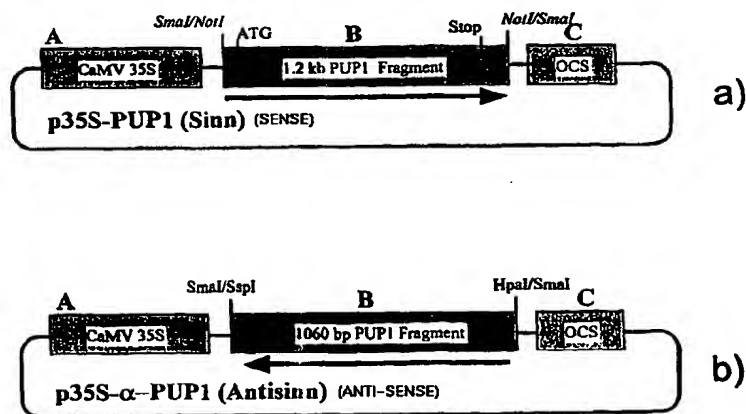 SmaI/NotI NotI/SmaI
A ATG B Stop C
CaMV 35S 1.2 kb PUP1 Fragment OCS
a)
p35S-PUP1 (Sinn) (SENSE)
SmaI/SspI HpaI/SmaI
A B C
CaMV 35S 1060 bp PUP1 Fragment OCS
b)
p35S-α-PUP1 (Antisinn) (ANTI-SENSE)